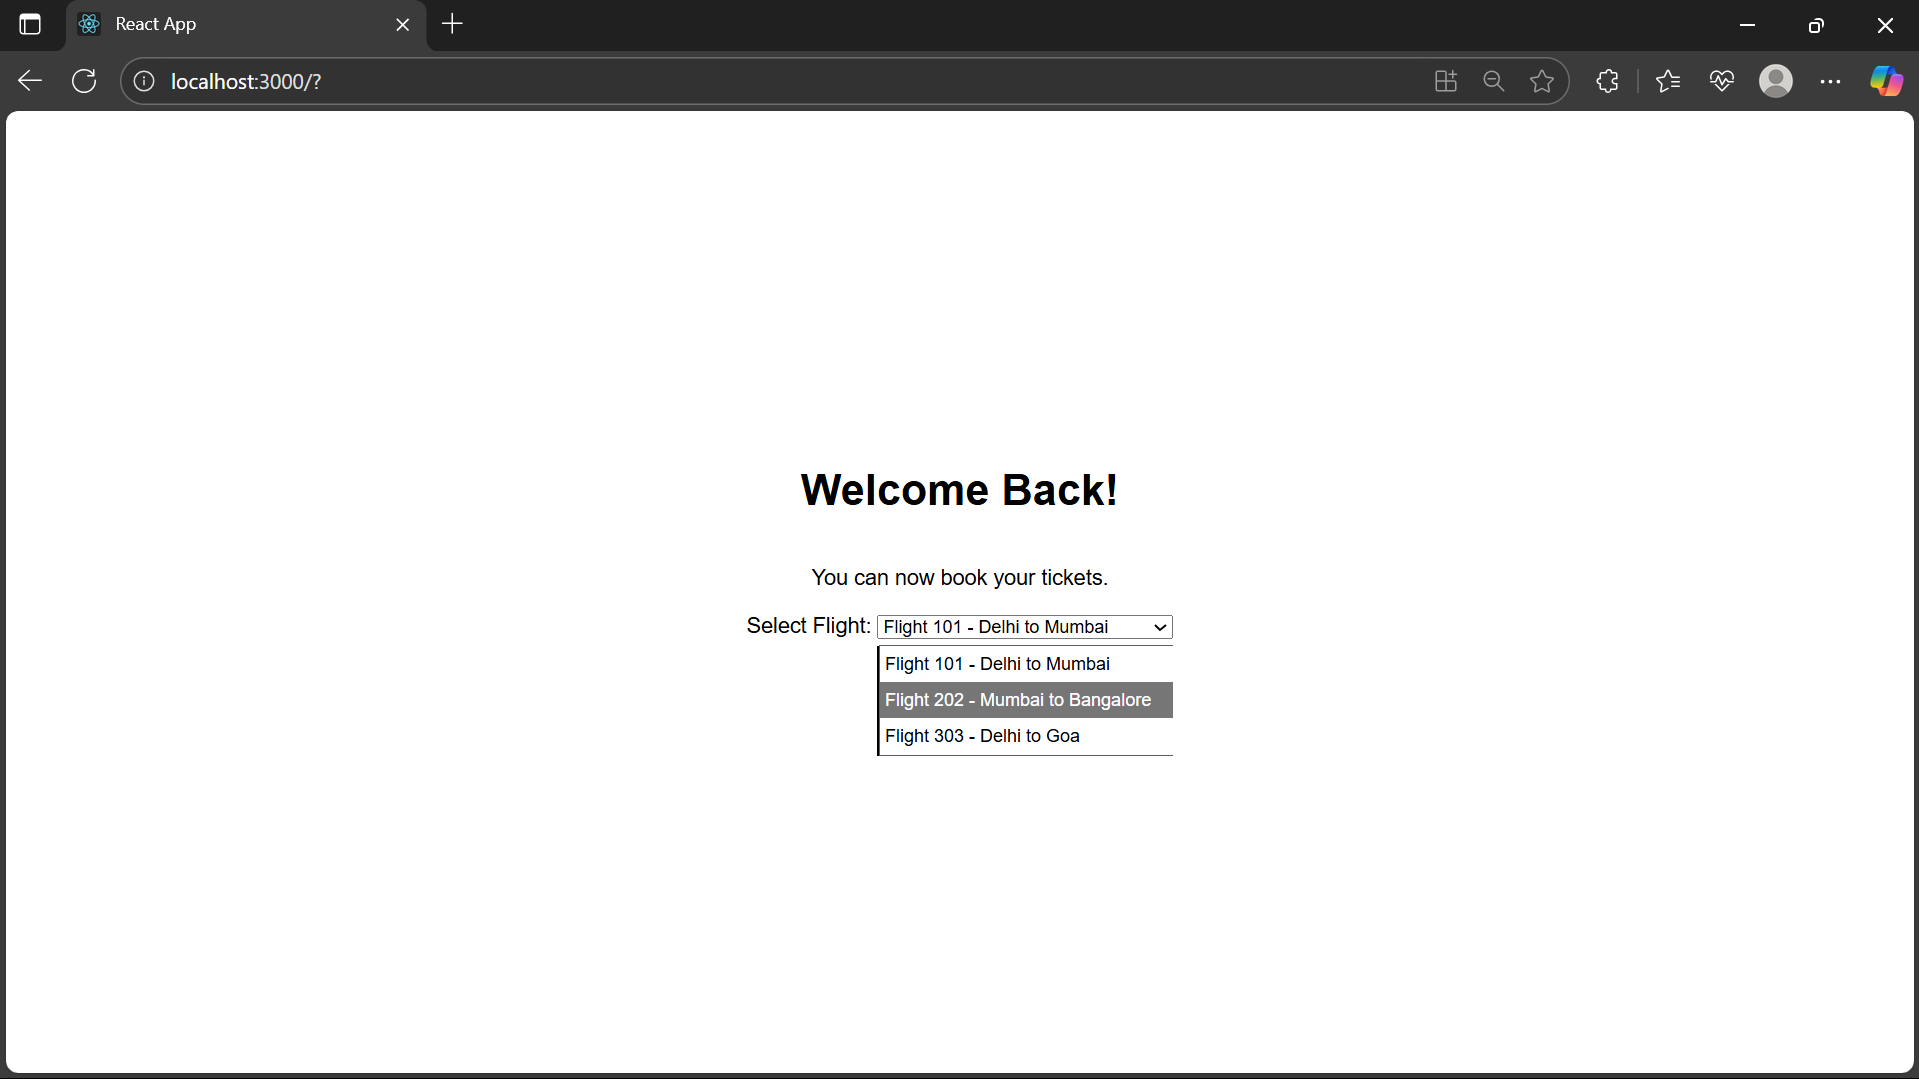 React App
localhost:3000/?
Welcome Back!
You can now book your tickets.
Select Flight: Flight 101 - Delhi to Mumbai
Flight 101 - Delhi to Mumbai
Flight 202 - Mumbai to Bangalore
Flight 303 - Delhi to Goa